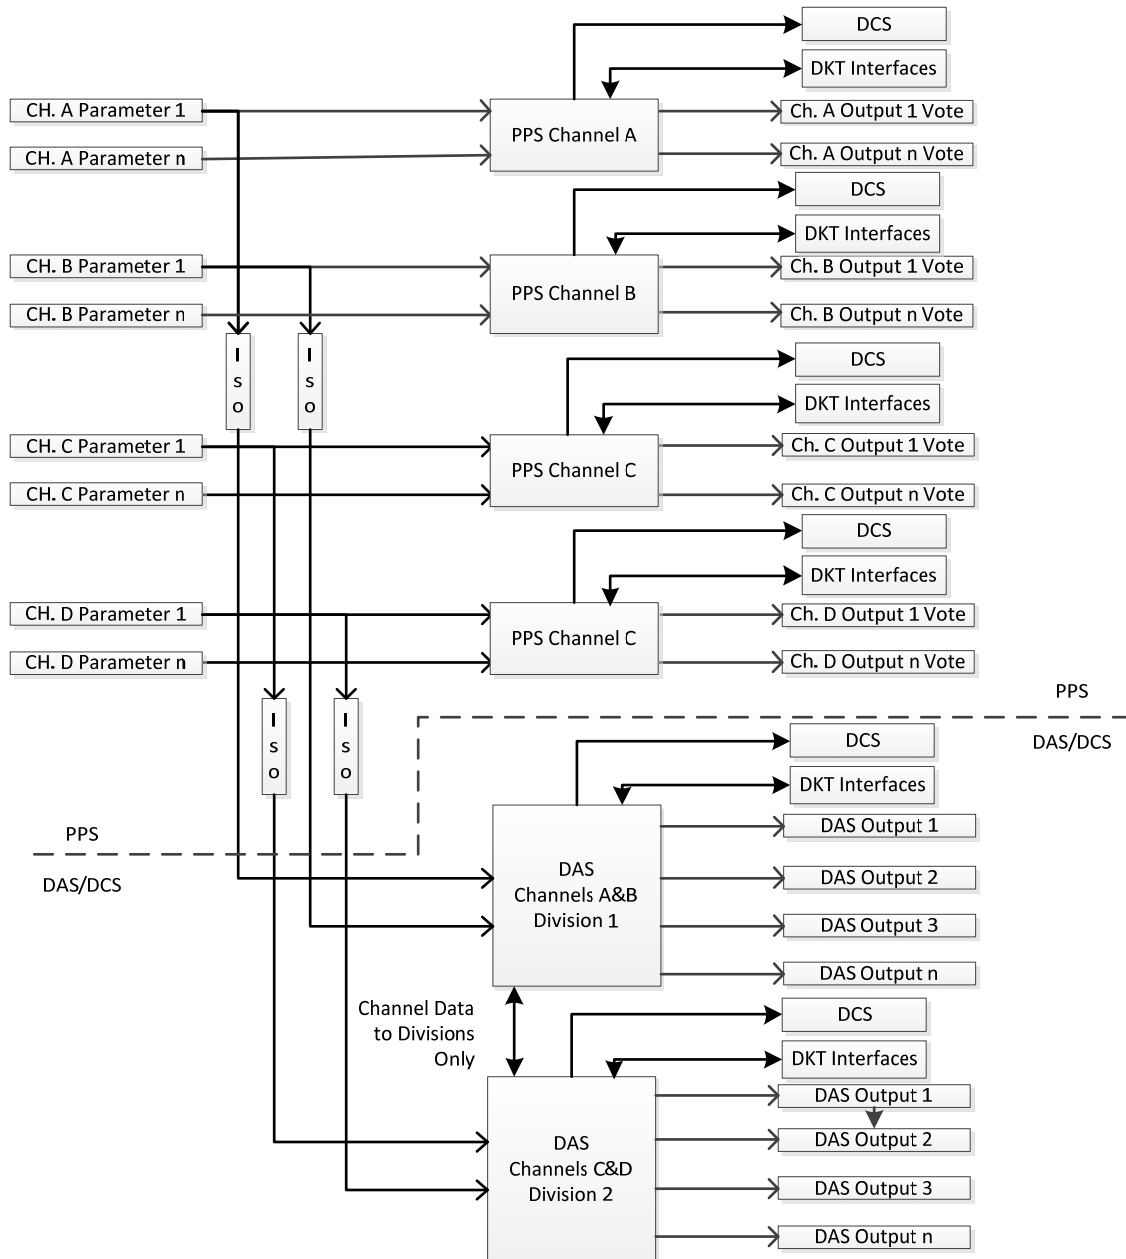 DCS
DKT Interfaces
CH. A Parameter 1
PPS Channel A
Ch. A Output 1 Vote
CH. A Parameter n
Ch. A Output n Vote
DCS
DKT Interfaces
CH. B Parameter 1
PPS Channel B
Ch. B Output 1 Vote
CH. B Parameter n
Ch. B Output n Vote
Iso
Iso
DCS
DKT Interfaces
CH. C Parameter 1
PPS Channel C
Ch. C Output 1 Vote
CH. C Parameter n
Ch. C Output n Vote
DCS
DKT Interfaces
CH. D Parameter 1
PPS Channel C
Ch. D Output 1 Vote
CH. D Parameter n
Ch. D Output n Vote
Iso
Iso
PPS
DAS/DCS
PPS
DAS/DCS
DCS
DKT Interfaces
DAS
Channels A&B
Division 1
DAS Output 1
DAS Output 2
DAS Output 3
DAS Output n
Channel Data
to Divisions
Only
DCS
DKT Interfaces
DAS
Channels C&D
Division 2
DAS Output 1
DAS Output 2
DAS Output 3
DAS Output n